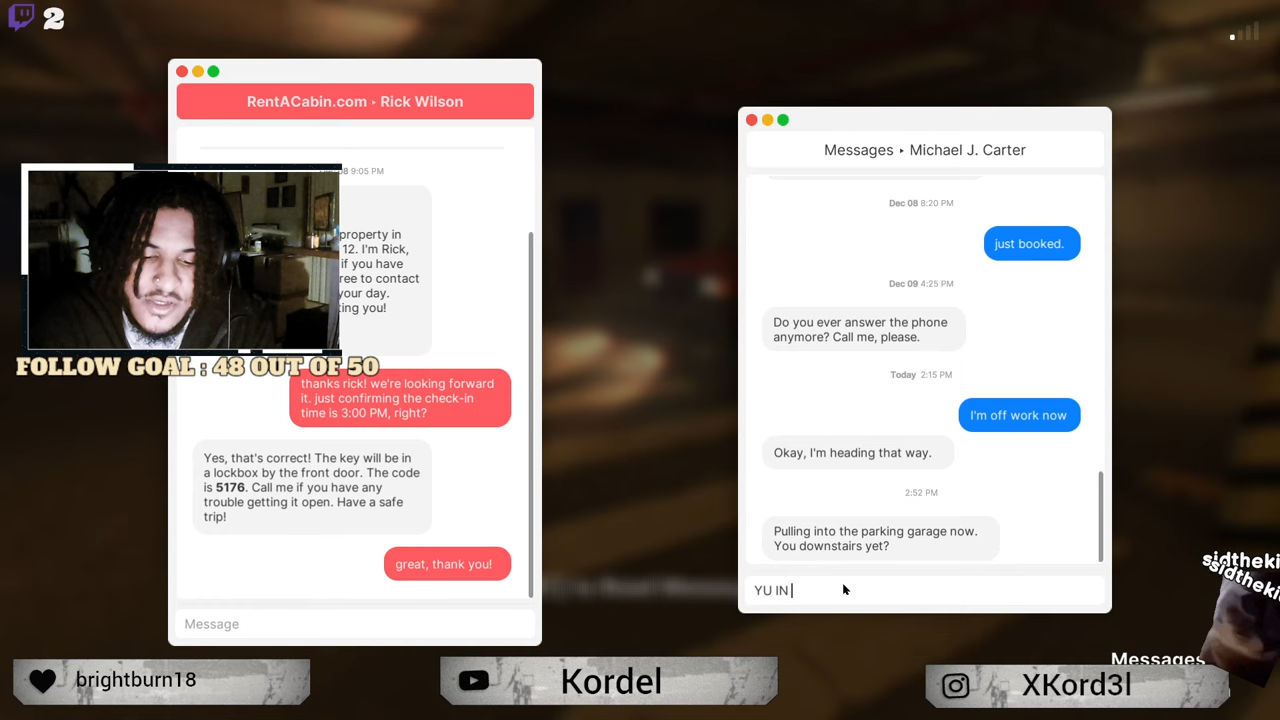 2
RentACabin.com ▸ Rick Wilson
Messages ▸ Michael J. Carter
08 9:05 PM
property in
12. I'm Rick,
if you have
ree to contact
your day.
ing you!
thanks rick! we're looking forward
it. just confirming the check-in
time is 3:00 PM, right?
Yes, that's correct! The key will be
in a lockbox by the front door. The code
is 5176. Call me if you have any
trouble getting it open. Have a safe
trip!
great, thank you!
Message
FOLLOW GOAL : 48 OUT OF 50
Dec 08 8:20 PM
just booked.
Dec 09 4:25 PM
Do you ever answer the phone
anymore? Call me, please.
Today 2:15 PM
I'm off work now
Okay, I'm heading that way.
2:52 PM
Pulling into the parking garage now.
You downstairs yet?
YU IN
sidtheki
sidtheki
Messages
brightburn18
Kordel
XKord3l